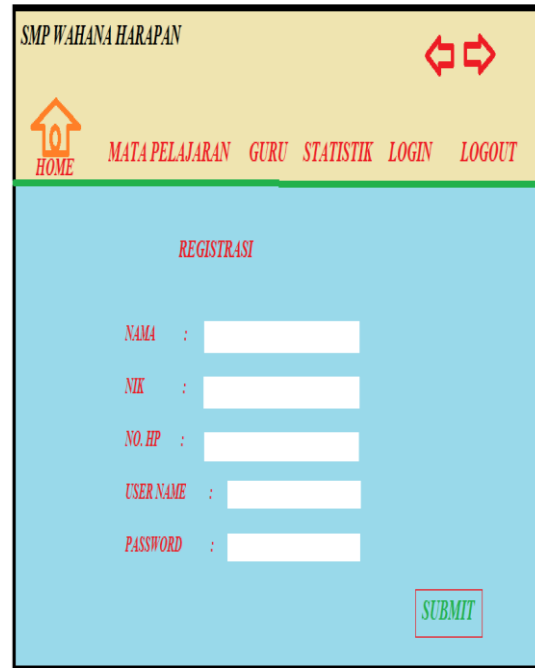 SMP WAHANA HARAPAN
HOME MATA PELAJARAN GURU STATISTIK LOGIN LOGOUT
REGISTRASI
NAMA :
NIK :
NO. HP :
USER NAME :
PASSWORD :
SUBMIT